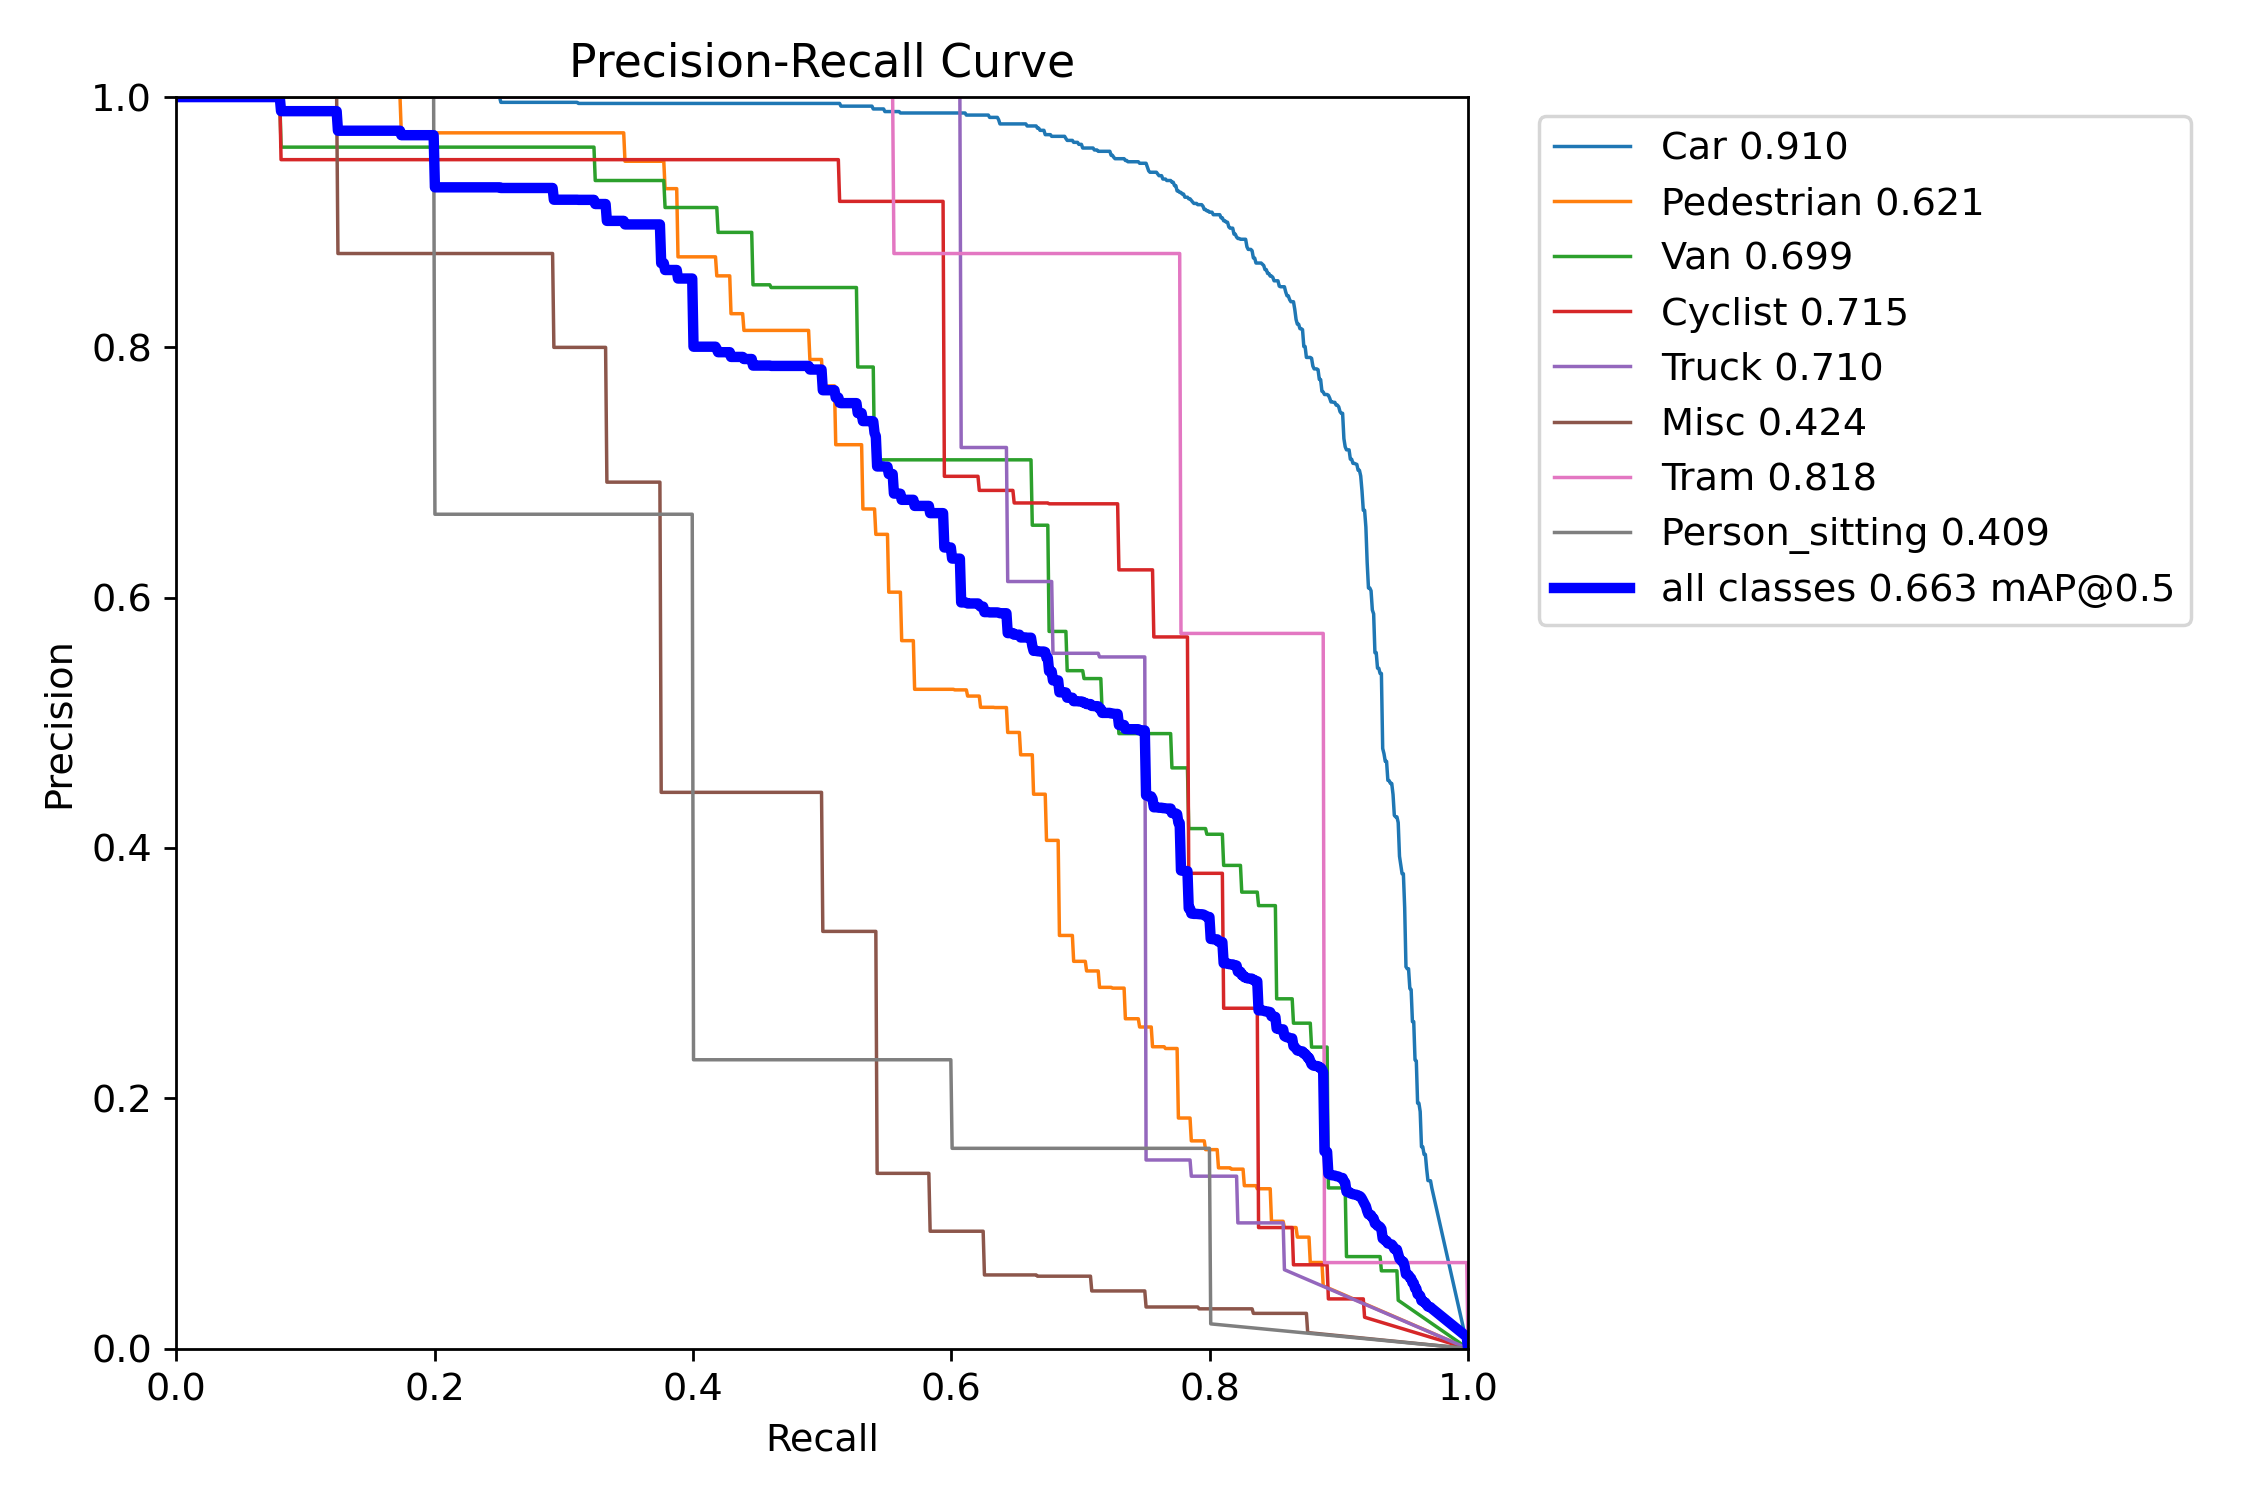 Precision-Recall Curve
1.0
0.8
0.6
0.4
0.2
0.0
Precision
0.0 0.2 0.4 0.6 0.8 1.0
Recall
Car 0.910
Pedestrian 0.621
Van 0.699
Cyclist 0.715
Truck 0.710
Misc 0.424
Tram 0.818
Person_sitting 0.409
all classes 0.663 mAP@0.5